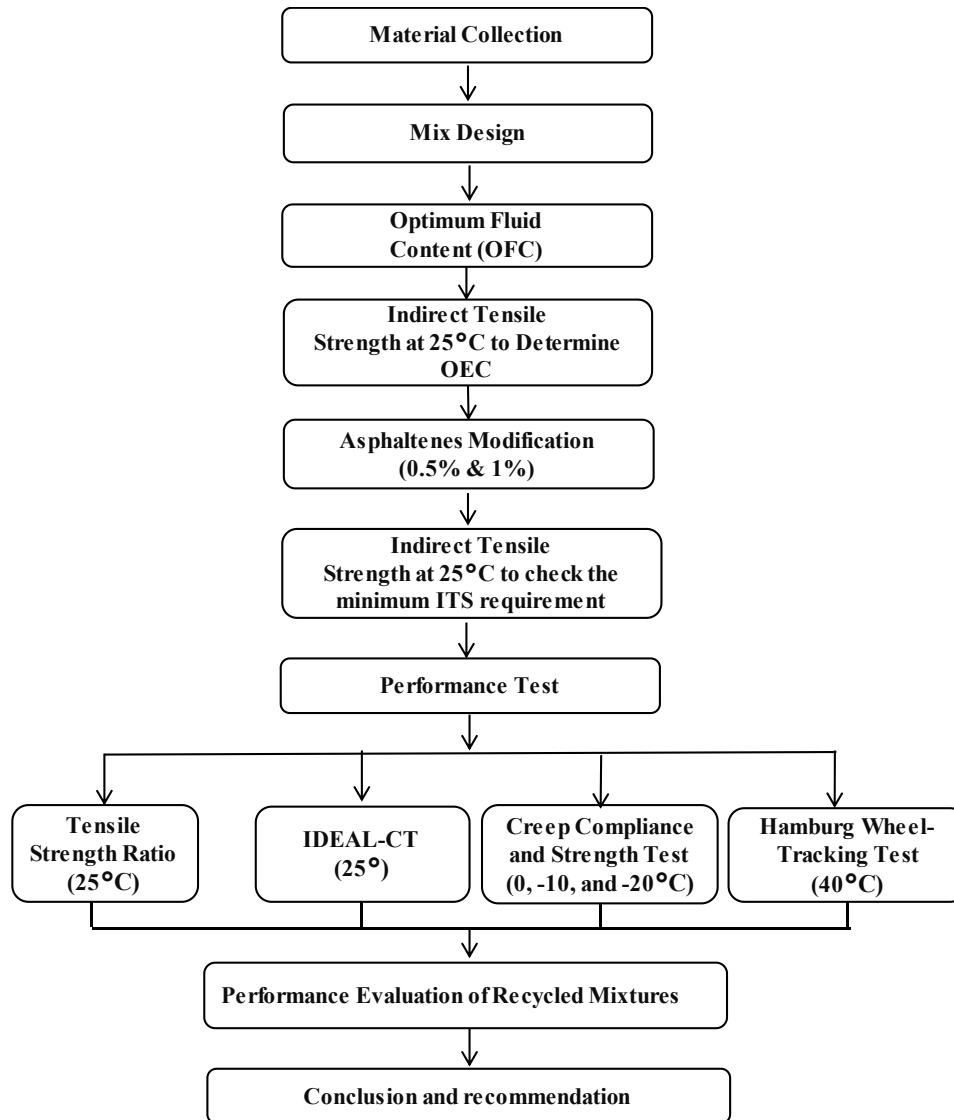 Material Collection
Mix Design
Optimum Fluid
Content (OFC)
Indirect Tensile
Strength at 25°C to Determine
OEC
Asphaltenes Modification
(0.5% & 1%)
Indirect Tensile
Strength at 25°C to check the
minimum ITS requirement
Performance Test
Tensile
Strength Ratio
(25°C)
IDEAL-CT
(25°)
Creep Compliance
and Strength Test
(0, -10, and -20°C)
Hamburg Wheel-
Tracking Test
(40°C)
Performance Evaluation of Recycled Mixtures
Conclusion and recommendation